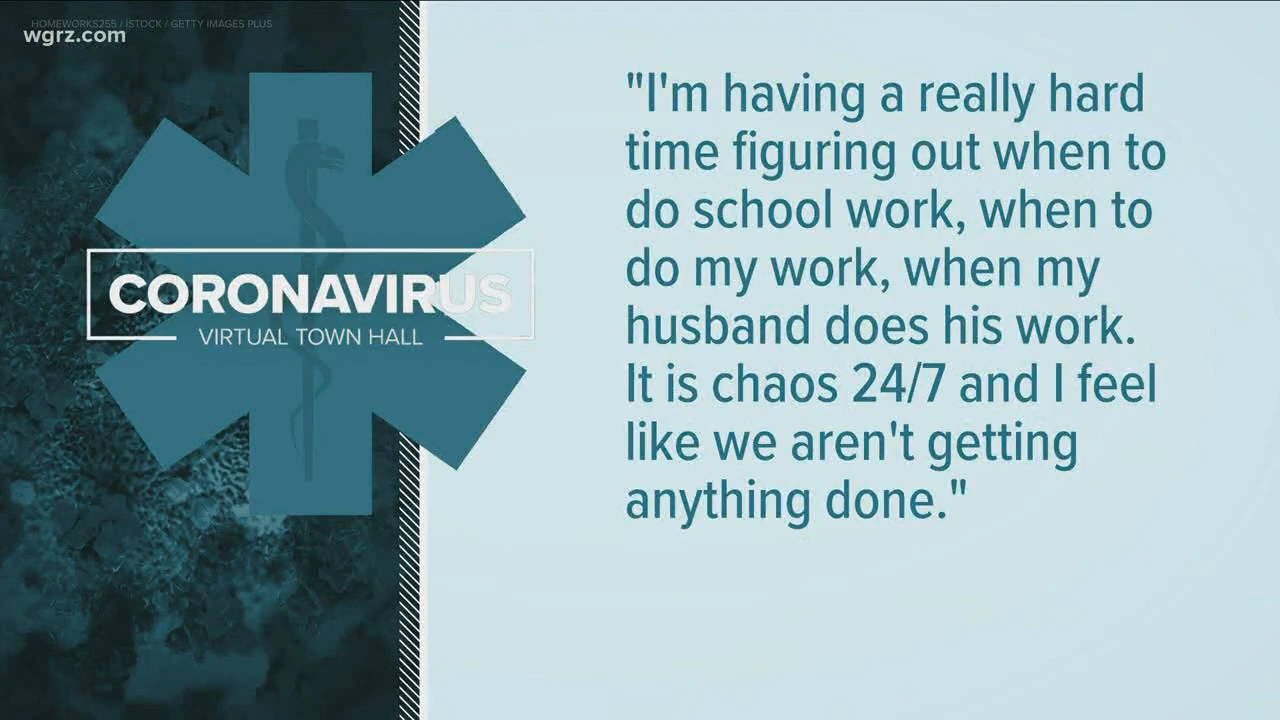 HOMEWORKS255 / ISTOCK / GETTY IMAGES PLUS
wgrz.com
CORONAVIRUS
VIRTUAL TOWN HALL
"I'm having a really hard
time figuring out when to
do school work, when to
do my work, when my
husband does his work.
It is chaos 24/7 and I feel
like we aren't getting
anything done."